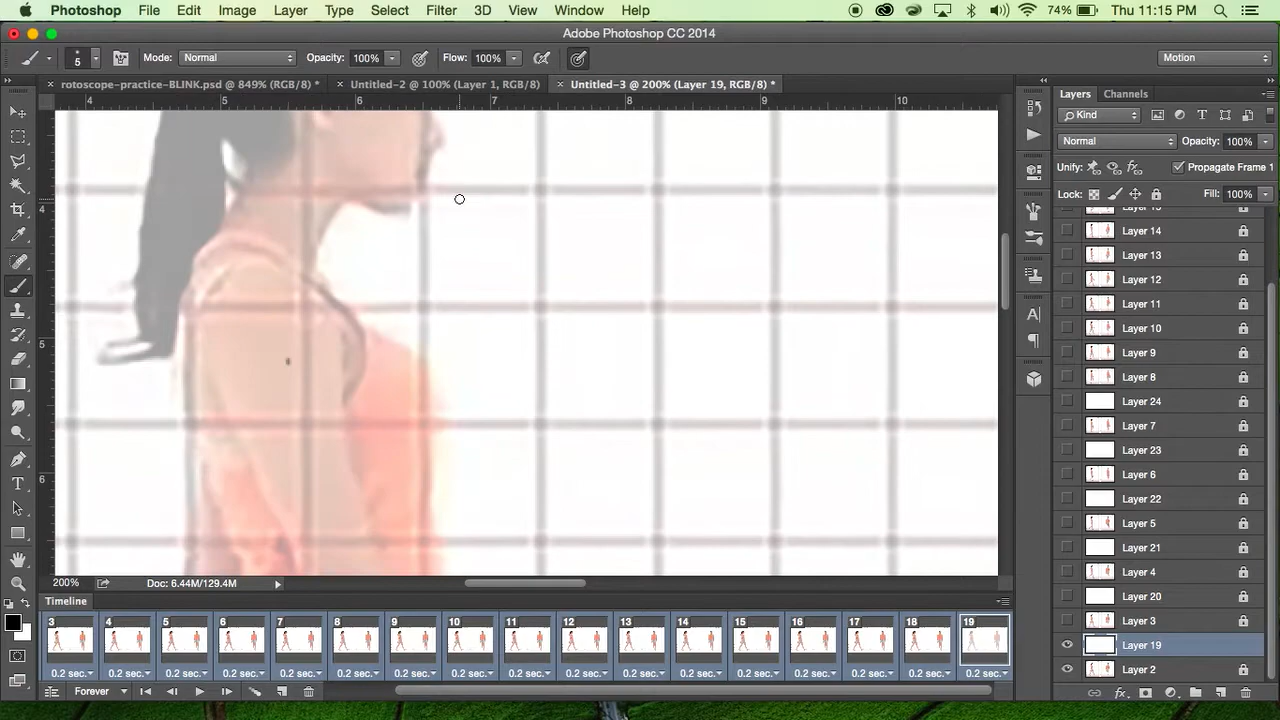 Photoshop File Edit Image Layer Type Select Filter 3D View Window Help 74% Thu 11:15 PM
Adobe Photoshop CC 2014
5 Mode: Normal Opacity: 100% Flow: 100% Motion
rotoscope-practice-BLINK.psd @ 849% (RGB/8) * Untitled-2 @ 100% (Layer 1, RGB/8) Untitled-3 @ 200% (Layer 19, RGB/8) *
4 5 6 7 8 9 10
4
5
6
Layers Channels
Kind
Normal Opacity: 100%
Unify: Propagate Frame 1
Lock: Fill: 100%
Layer 14
Layer 13
Layer 12
Layer 11
Layer 10
Layer 9
Layer 8
Layer 24
Layer 7
Layer 23
Layer 6
Layer 22
Layer 5
Layer 21
Layer 4
Layer 20
Layer 3
Layer 19
Layer 2
200% Doc: 6.44M/129.4M
Timeline
3 4 5 6 7 8 9 10 11 12 13 14 15 16 17 18 19
0.2 sec. 0.2 sec. 0.2 sec. 0.2 sec. 0.2 sec. 0.2 sec. 0.2 sec. 0.2 sec. 0.2 sec. 0.2 sec. 0.2 sec. 0.2 sec. 0.2 sec. 0.2 sec. 0.2 sec. 0.2 sec. 0.2 sec.
Forever